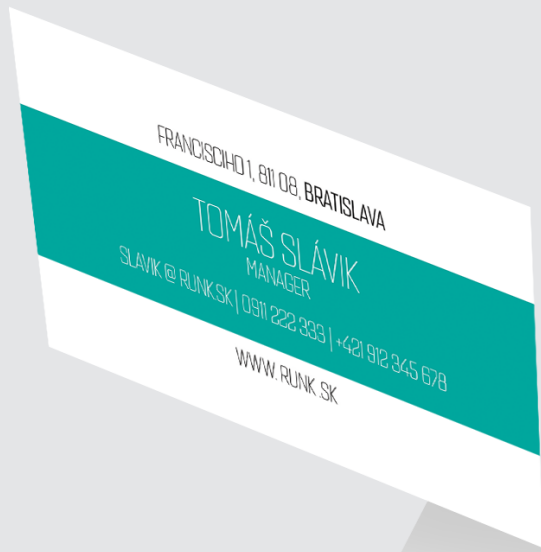 FRANCISCIHO 1, 811 08, BRATISLAVA
TOMÁŠ SLÁVIK
MANAGER
SLAVIK @ RUNK.SK | 0911 222 333 | +421 912 345 678
WWW. RUNK .SK